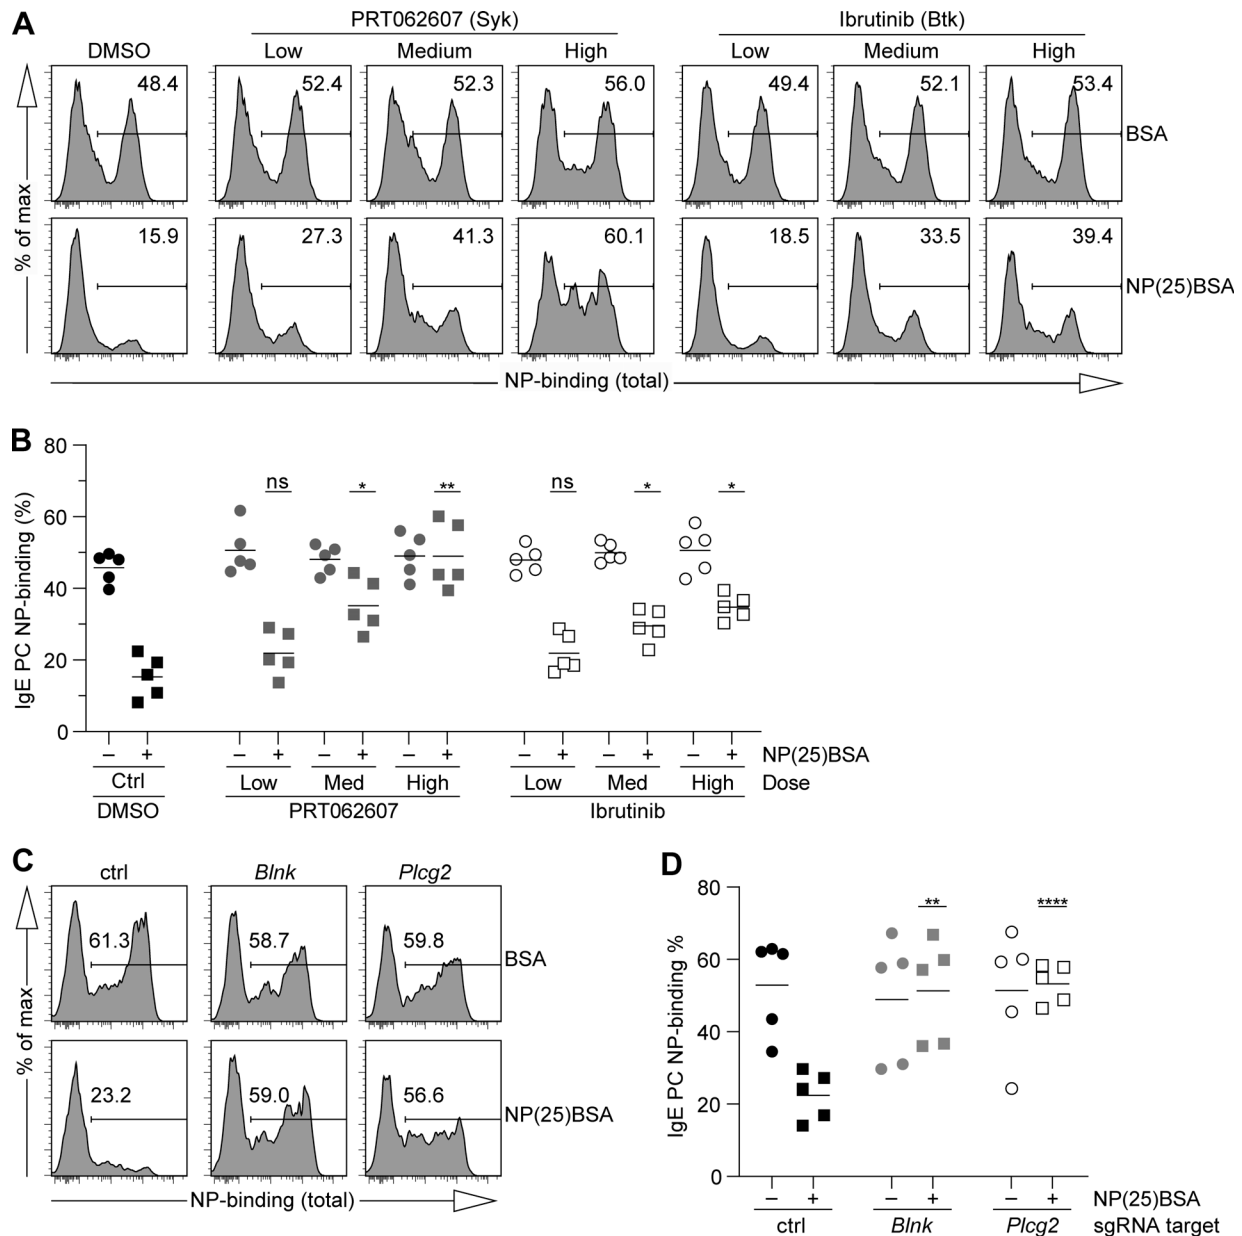 A
PRT062607 (Syk)
Ibrutinib (Btk)
DMSO
Low
Medium
High
Low
Medium
High
48.4
52.4
52.3
56.0
49.4
52.1
53.4
BSA
15.9
27.3
41.3
60.1
18.5
33.5
39.4
NP(25)BSA
% of max
NP-binding (total)
B
IgE PC NP-binding (%)
80
60
40
20
0
ns
*
**
ns
*
*
– + – + – + – + – + – + – + NP(25)BSA
Ctrl Low Med High Low Med High Dose
DMSO PRT062607 Ibrutinib
C
ctrl
Blnk
Plcg2
61.3
58.7
59.8
BSA
23.2
59.0
56.6
NP(25)BSA
% of max
NP-binding (total)
D
IgE PC NP-binding %
80
60
40
20
0
**
****
– + – + – + NP(25)BSA
ctrl Blnk Plcg2 sgRNA target